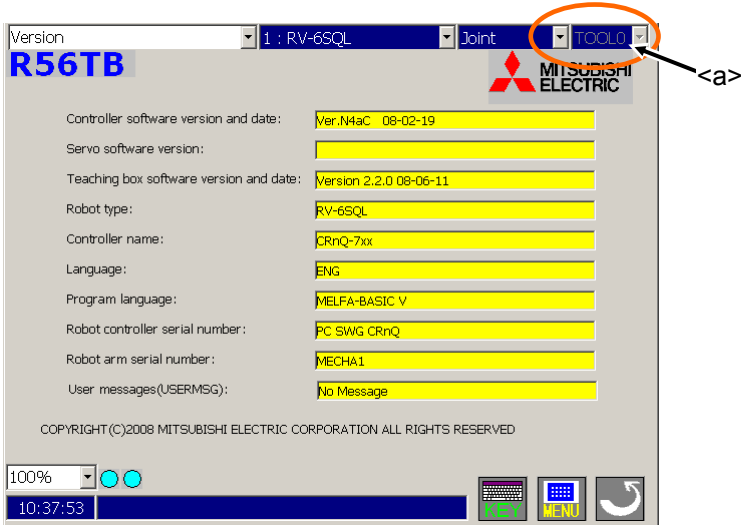 Version 1 : RV-6SQL Joint TOOL0
R56TB
MITSUBISHI
ELECTRIC
<a>
Controller software version and date: Ver.N4aC 08-02-19
Servo software version:
Teaching box software version and date: Version 2.2.0 08-06-11
Robot type: RV-6SQL
Controller name: CRnQ-7xx
Language: ENG
Program language: MELFA-BASIC V
Robot controller serial number: PC SWG CRnQ
Robot arm serial number: MECHA1
User messages(USERMSG): No Message
COPYRIGHT(C)2008 MITSUBISHI ELECTRIC CORPORATION ALL RIGHTS RESERVED
100%
10:37:53
KEY MENU